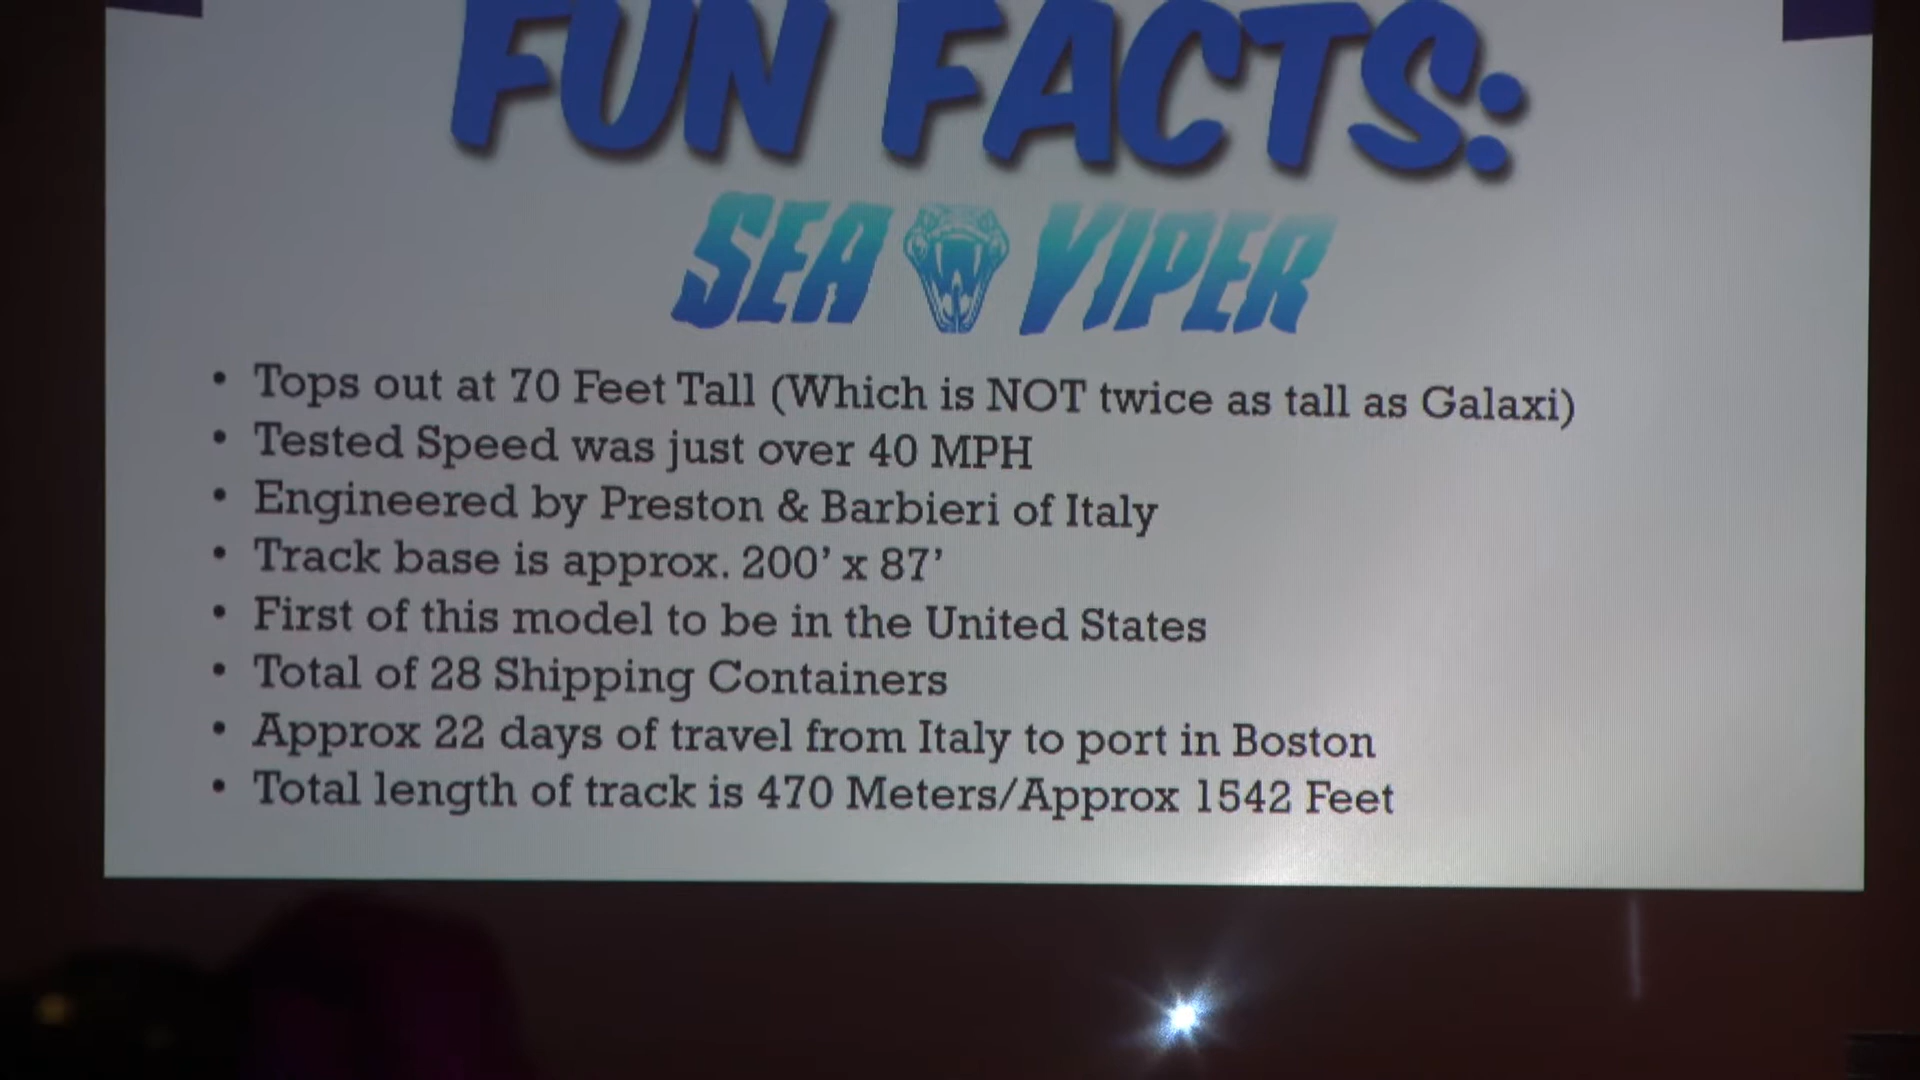 FUN FACTS:
SEA VIPER
• Tops out at 70 Feet Tall (Which is NOT twice as tall as Galaxi)
• Tested Speed was just over 40 MPH
• Engineered by Preston & Barbieri of Italy
• Track base is approx. 200’ x 87’
• First of this model to be in the United States
• Total of 28 Shipping Containers
• Approx 22 days of travel from Italy to port in Boston
• Total length of track is 470 Meters/Approx 1542 Feet